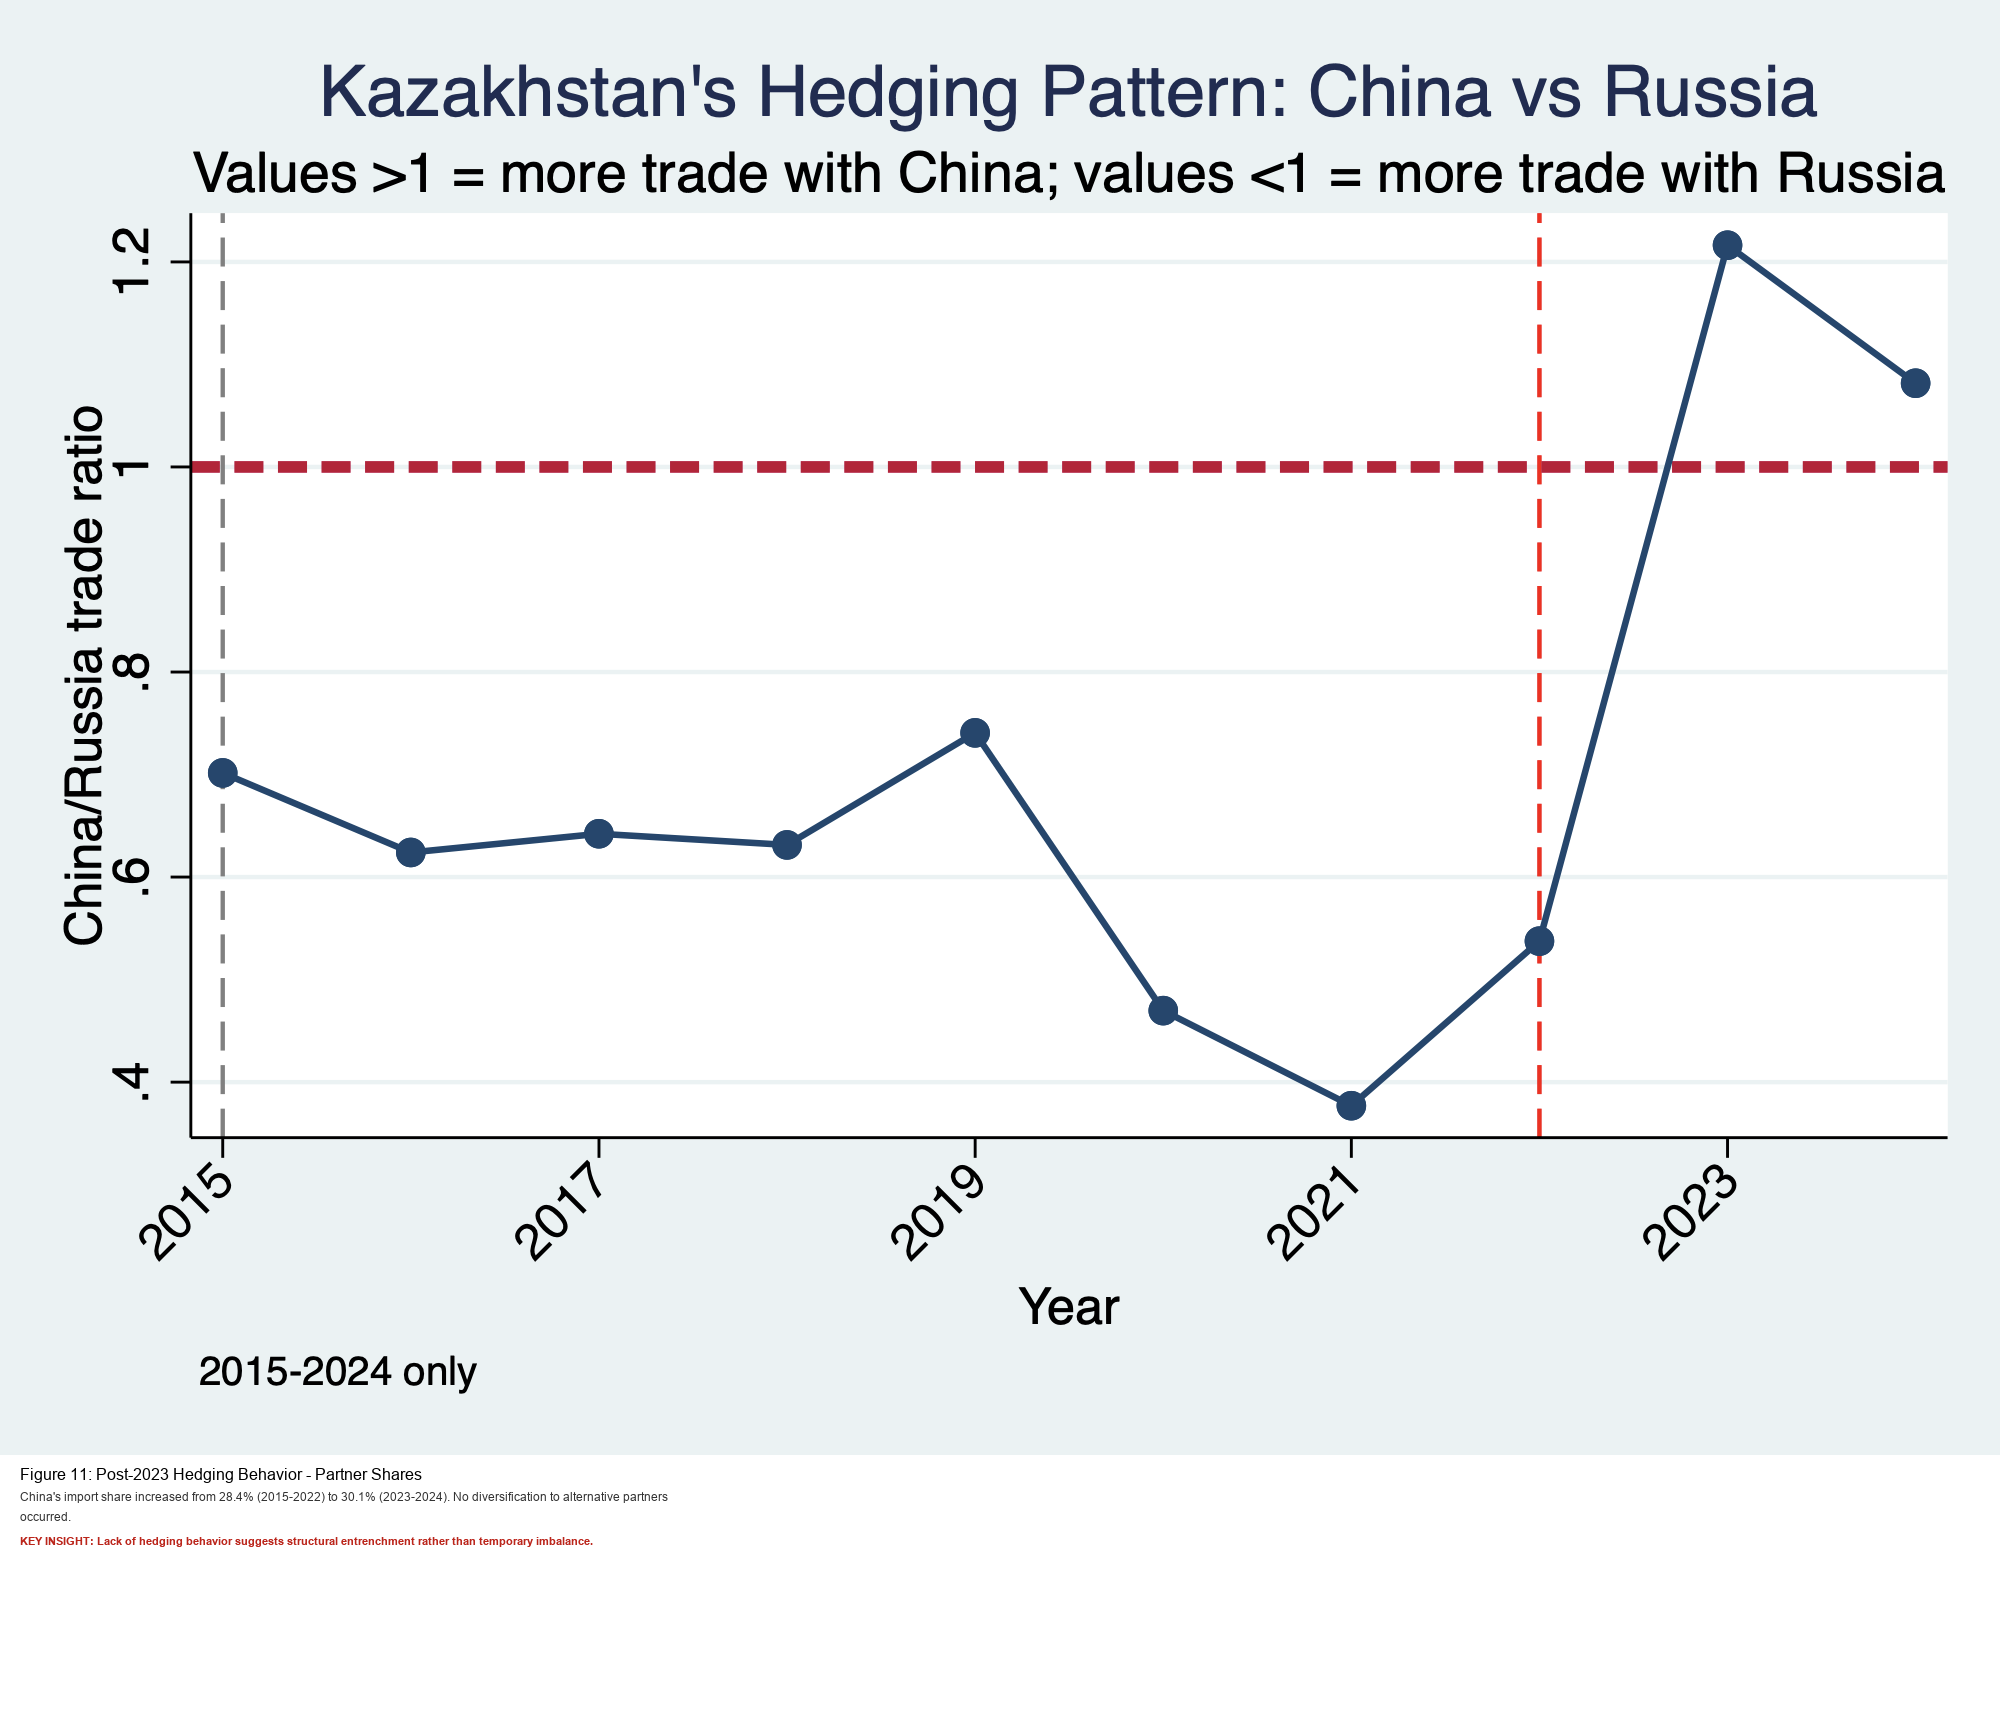 Kazakhstan's Hedging Pattern: China vs Russia
Values >1 = more trade with China; values <1 = more trade with Russia
China/Russia trade ratio
1.2
1
.8
.6
.4
2015
2017
2019
2021
2023
Year
2015-2024 only
Figure 11: Post-2023 Hedging Behavior - Partner Shares
China's import share increased from 28.4% (2015-2022) to 30.1% (2023-2024). No diversification to alternative partners
occurred.
KEY INSIGHT: Lack of hedging behavior suggests structural entrenchment rather than temporary imbalance.